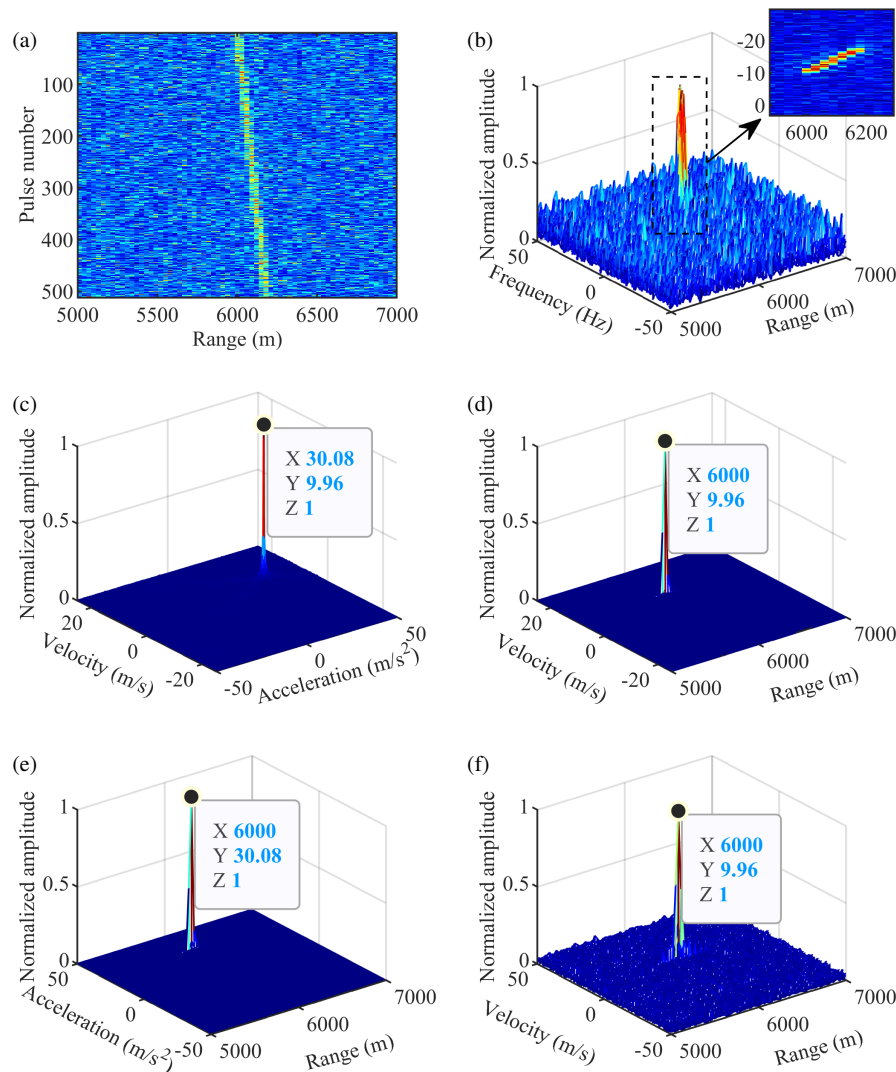 (a)
Pulse number
100
200
300
400
500
5000 5500 6000 6500 7000
Range (m)
(b)
Normalized amplitude
1
0.5
0
50
0
-50
Frequency (Hz)
5000
6000
7000
Range (m)
-20
-10
0
6000 6200
(c)
Normalized amplitude
1
0.5
0
20
0
-20
Velocity (m/s)
-50
0
50
Acceleration (m/s²)
X 30.08
Y 9.96
Z 1
(d)
Normalized amplitude
1
0.5
0
20
0
-20
Velocity (m/s)
5000
6000
7000
Range (m)
X 6000
Y 9.96
Z 1
(e)
Normalized amplitude
1
0.5
0
50
0
-50
Acceleration (m/s²)
5000
6000
7000
Range (m)
X 6000
Y 30.08
Z 1
(f)
Normalized amplitude
1
0.5
0
50
0
-50
Velocity (m/s)
5000
6000
7000
Range (m)
X 6000
Y 9.96
Z 1